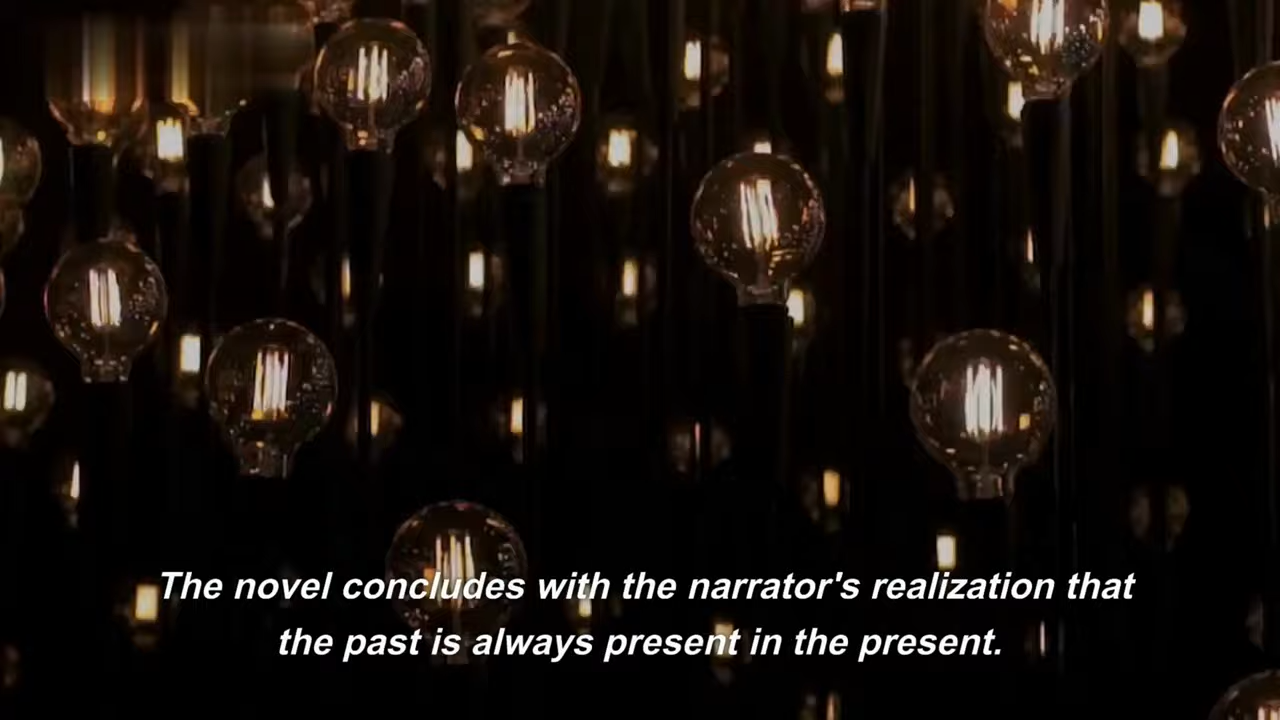 The novel concludes with the narrator's realization that
the past is always present in the present.